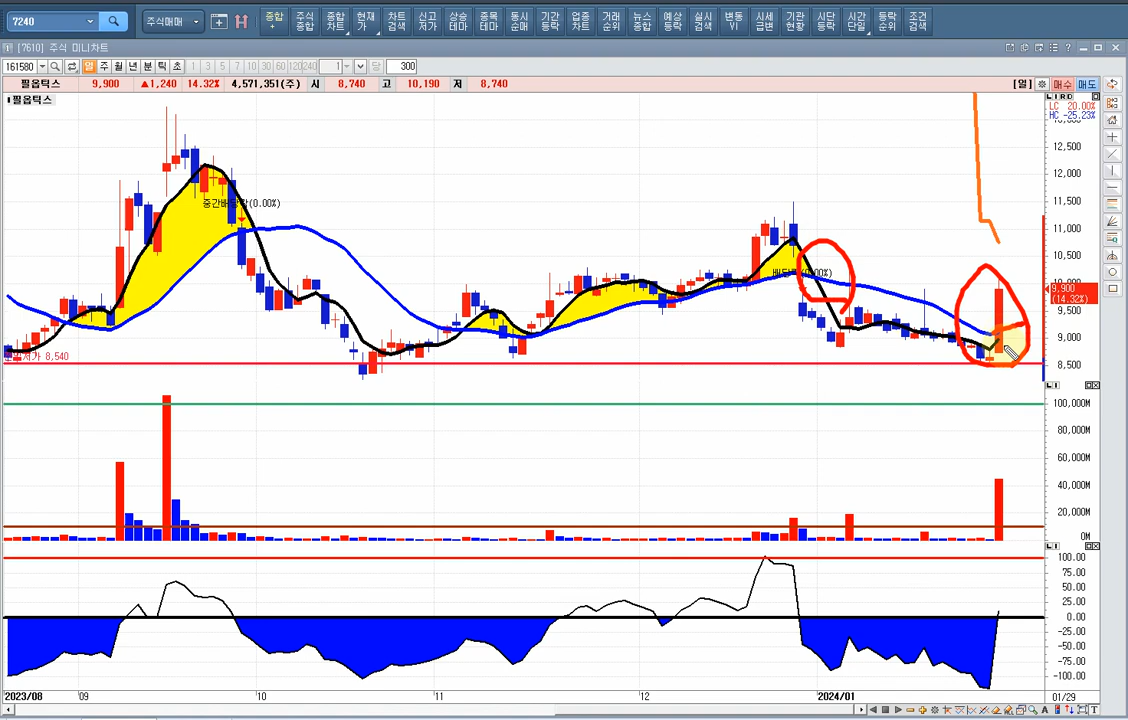 7240 주식매매 종합+ 주식종합 종합차트 현재가 차트검색 신고저가 상승테마 종목테마 동시순매 기간등락 업종차트 거래순위 뉴스종합 예상등락 실시검색 변동VI 시세급변 기관현황 시단등락 시간단일 등락순위 조건검색
[7610] 주식 미니차트
161580 일 주 월 년 분 틱 초 1 3 5 7 10 30 60 120 240 1 당 300
필옵틱스 9,900 ▲1,240 14.32% 4,571,351(주) 시 8,740 고 10,190 저 8,740 [일] 매수 매도
필옵틱스
LC 20.00%
HC -25.23%
12,500
12,000
11,500
중간배당락(0.00%)
11,000
10,500
배당락(0.00%)
9,900
(14.32%)
9,500
9,000
8,540
8,500
100,000M
80,000M
60,000M
40,000M
20,000M
0M
100.00
75.00
50.00
25.00
0.00
-25.00
-50.00
-75.00
-100.00
2023/08 09 10 11 12 2024/01 01/29